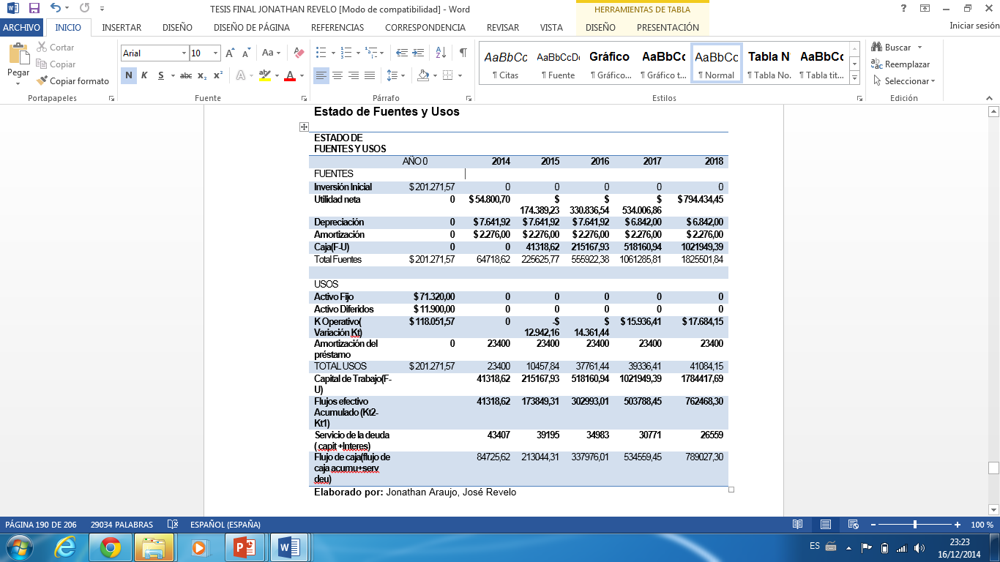 TESIS FINAL JONATHAN REVELO [Modo de compatibilidad] - Word
HERRAMIENTAS DE TABLA
ARCHIVO INICIO INSERTAR DISEÑO DISEÑO DE PÁGINA REFERENCIAS CORRESPONDENCIA REVISAR VISTA DISEÑO PRESENTACIÓN Iniciar sesión
Pegar
Cortar
Copiar
Copiar formato
Portapapeles
Arial 10
N K S abc x₂ x²
Fuente
Párrafo
AaBbCc AaBbCcDc Gráfico AaBbCc AaBbCc Tabla N AaBbCc
¶ Citas ¶ Fuente ¶ Gráfico... ¶ Gráfico t... ¶ Normal ¶ Tabla No. ¶ Tabla tit...
Estilos
Buscar
Reemplazar
Seleccionar
Edición
Estado de Fuentes y Usos
ESTADO DE
FUENTES Y USOS
AÑO 0 2014 2015 2016 2017 2018
FUENTES
Inversión Inicial $ 201.271,57 0 0 0 0 0
Utilidad neta 0 $ 54.800,70 $ $ $ $ 794.434,45
174.389,23 330.836,54 534.006,86
Depreciación 0 $ 7.641,92 $ 7.641,92 $ 7.641,92 $ 6.842,00 $ 6.842,00
Amortización 0 $ 2.276,00 $ 2.276,00 $ 2.276,00 $ 2.276,00 $ 2.276,00
Caja(F-U) 0 0 41318,62 215167,93 518160,94 1021949,39
Total Fuentes $ 201.271,57 64718,62 225625,77 555922,38 1061285,81 1825501,84
USOS
Activo Fijo $ 71.320,00 0 0 0 0 0
Activo Diferidos $ 11.900,00 0 0 0 0 0
K Operativo( $ 118.051,57 0 -$ $ $ 15.936,41 $ 17.684,15
Variación Kt) 12.942,16 14.361,44
Amortización del 0 23400 23400 23400 23400 23400
préstamo
TOTAL USOS $ 201.271,57 23400 10457,84 37761,44 39336,41 41084,15
Capital de Trabajo(F- 41318,62 215167,93 518160,94 1021949,39 1784417,69
U)
Flujos efectivo 41318,62 173849,31 302993,01 503788,45 762468,30
Acumulado (Kt2-
Kt1)
Servicio de la deuda 43407 39195 34983 30771 26559
( capit +Interes)
Flujo de caja(flujo de 84725,62 213044,31 337976,01 534559,45 789027,30
caja acumu+serv
deu)
Elaborado por: Jonathan Araujo, José Revelo
PÁGINA 190 DE 206 29034 PALABRAS ESPAÑOL (ESPAÑA) 100 %
ES 23:23
16/12/2014